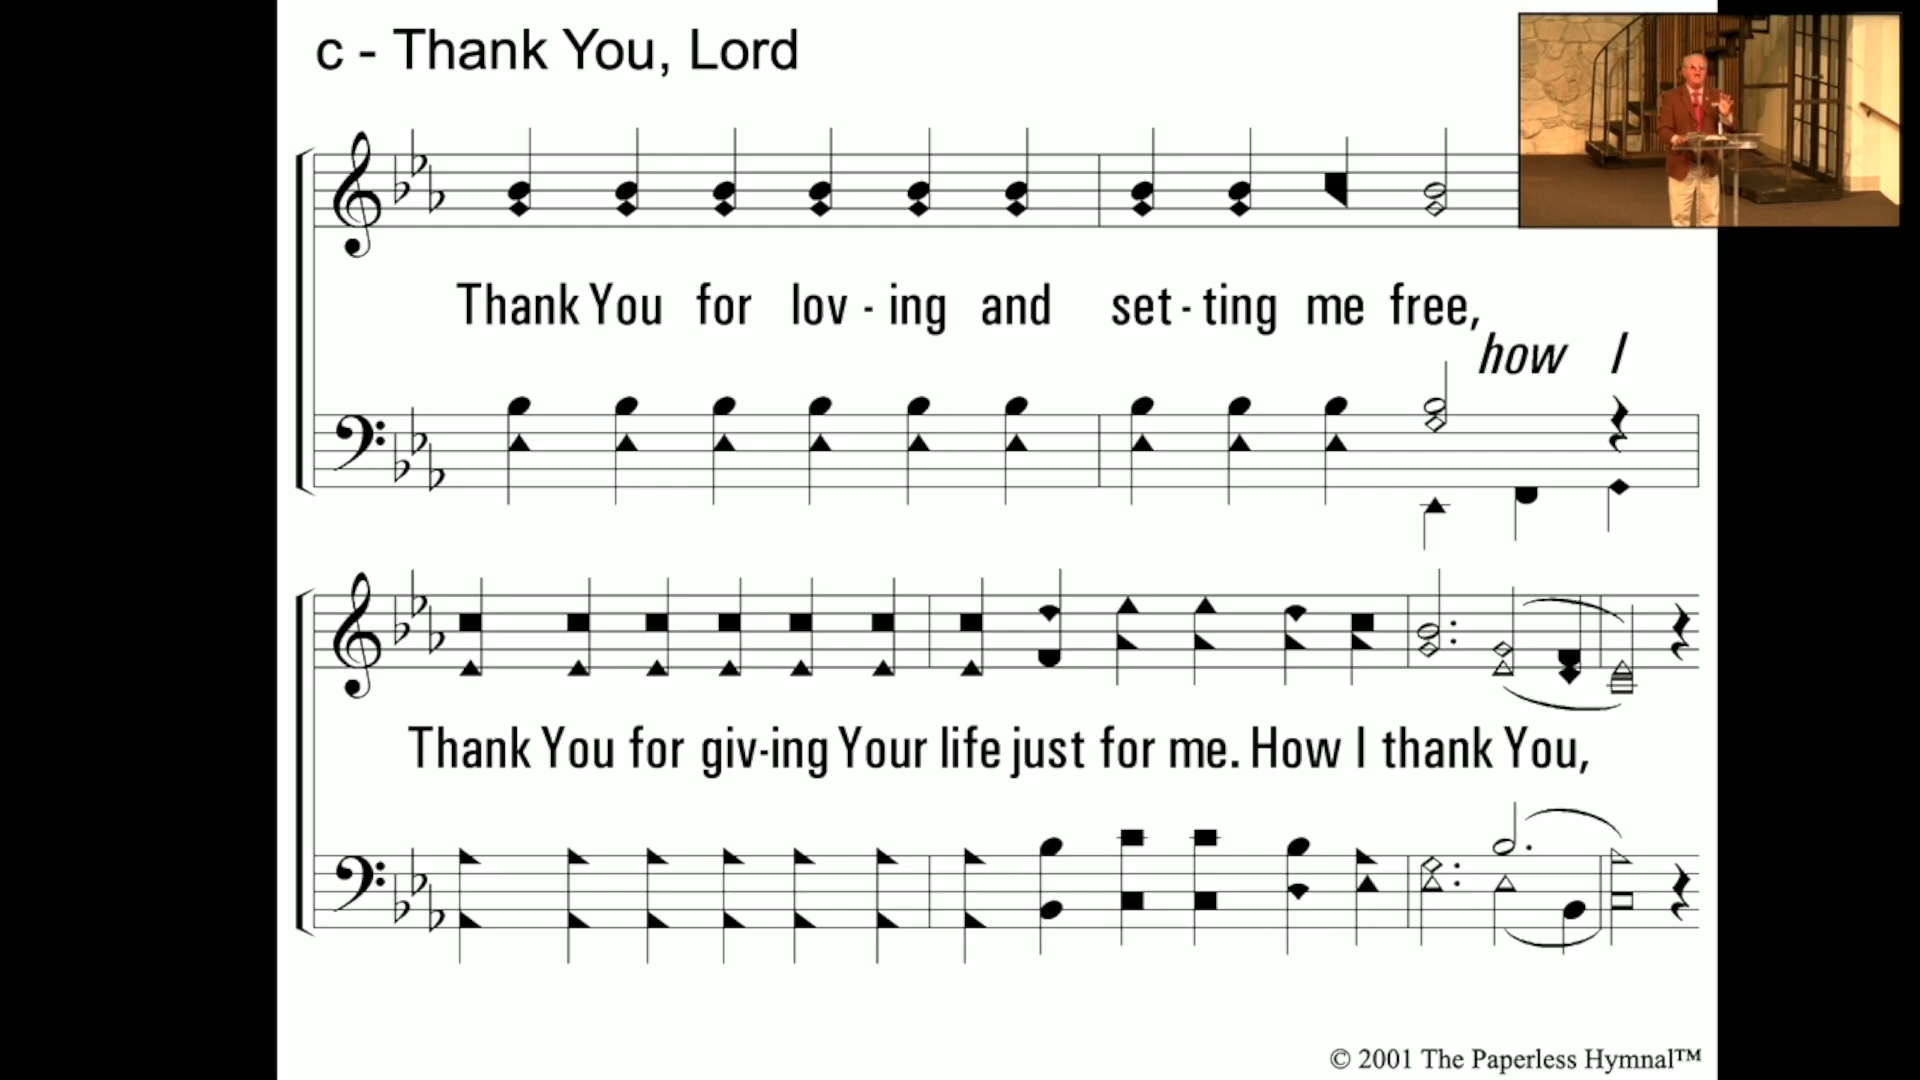 c - Thank You, Lord
Thank You for lov - ing and set - ting me free,
how I
Thank You for giv-ing Your life just for me. How I thank You,
© 2001 The Paperless Hymnal™